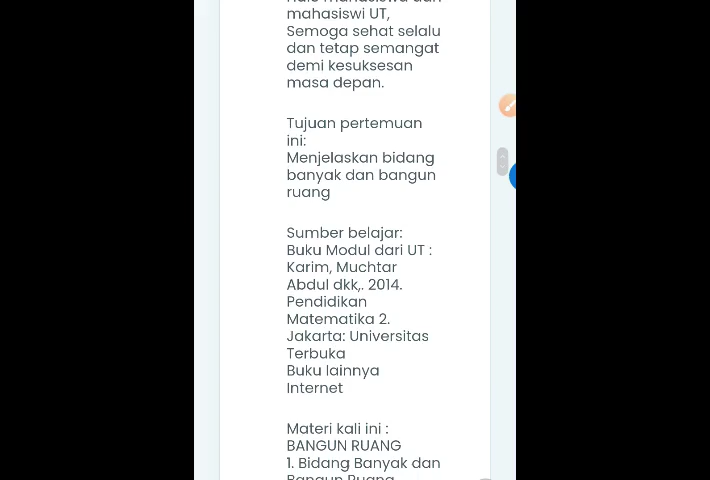 mahasiswi UT,
Semoga sehat selalu
dan tetap semangat
demi kesuksesan
masa depan.
Tujuan pertemuan
ini:
Menjelaskan bidang
banyak dan bangun
ruang
Sumber belajar:
Buku Modul dari UT :
Karim, Muchtar
Abdul dkk,. 2014.
Pendidikan
Matematika 2.
Jakarta: Universitas
Terbuka
Buku lainnya
Internet
Materi kali ini :
BANGUN RUANG
1. Bidang Banyak dan
Bangun Ruang